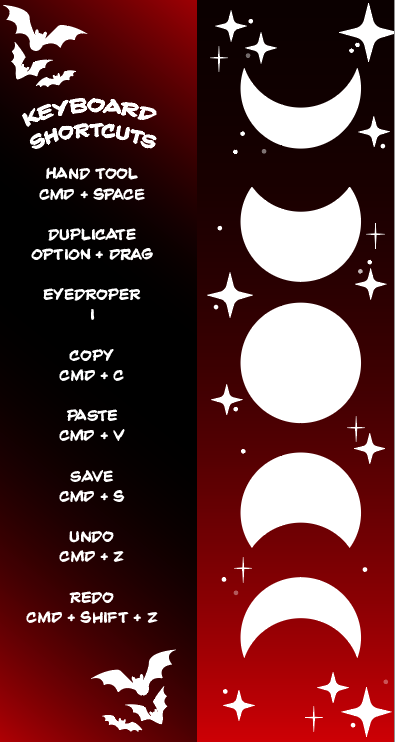 KEYBOARD
SHORTCUTS
HAND TOOL
CMD + SPACE
DUPLICATE
OPTION + DRAG
EYEDROPER
I
COPY
CMD + C
PASTE
CMD + V
SAVE
CMD + S
UNDO
CMD + Z
REDO
CMD + SHIFT + Z